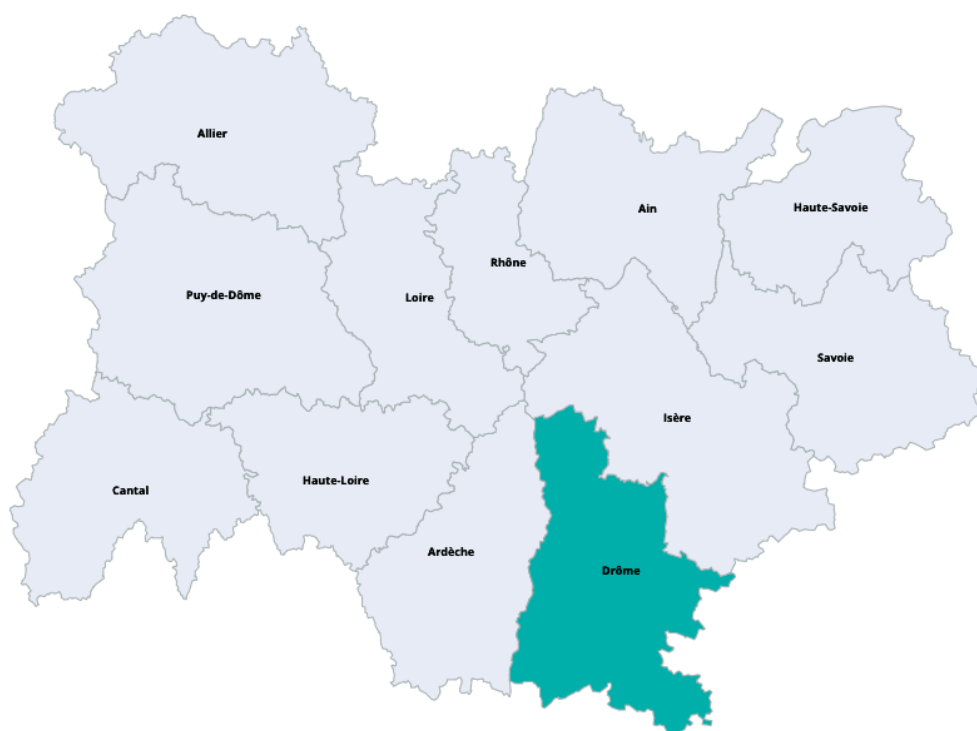 Allier
Ain
Haute-Savoie
Rhône
Puy-de-Dôme
Loire
Savoie
Isère
Haute-Loire
Cantal
Ardèche
Drôme